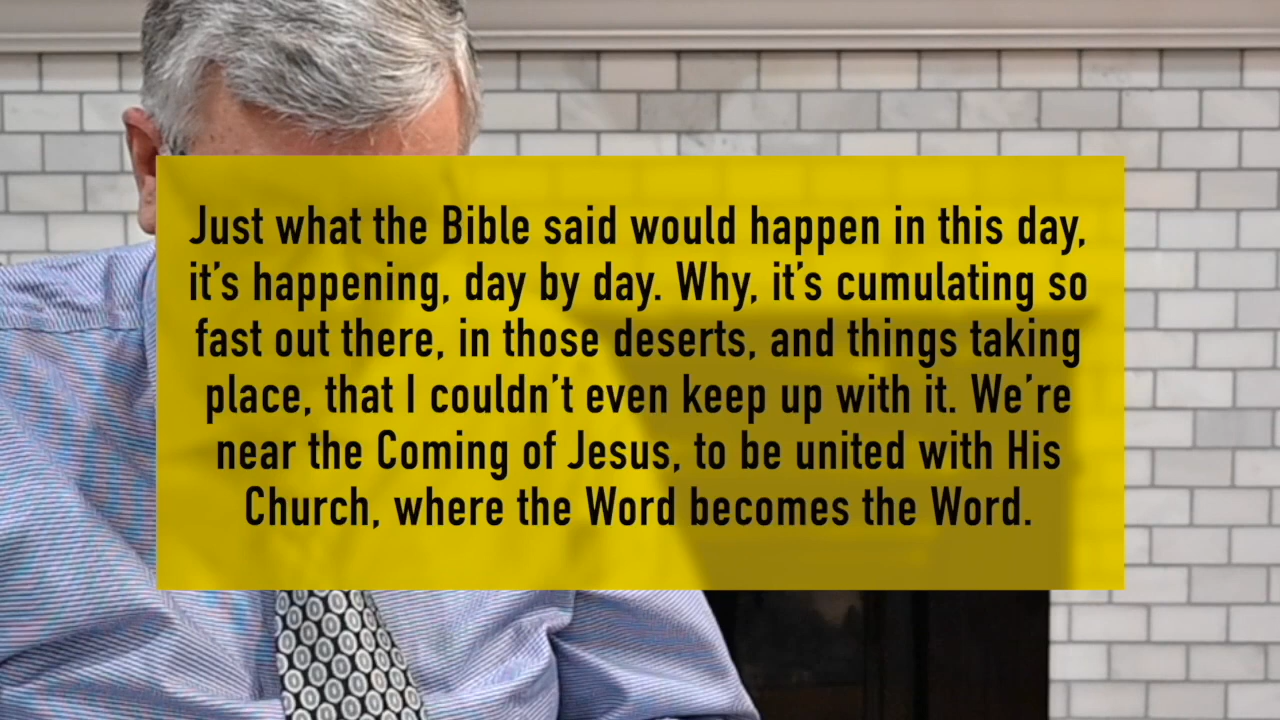 Just what the Bible said would happen in this day,
it's happening, day by day. Why, it's cumulating so
fast out there, in those deserts, and things taking
place, that I couldn't even keep up with it. We're
near the Coming of Jesus, to be united with His
Church, where the Word becomes the Word.